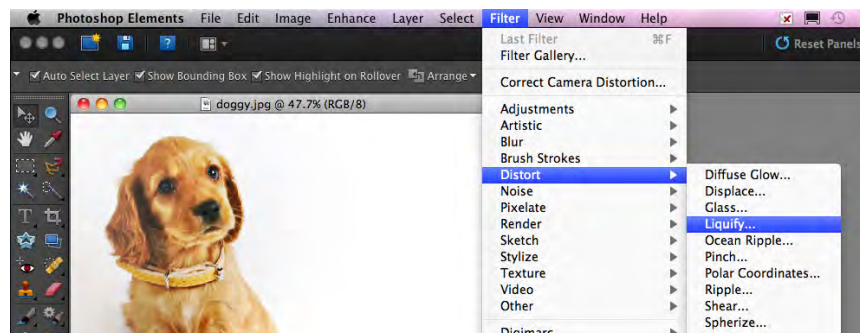 Photoshop Elements File Edit Image Enhance Layer Select Filter View Window Help
Reset Panels
Auto Select Layer Show Bounding Box Show Highlight on Rollover Arrange
doggy.jpg @ 47.7% (RGB/8)
Last Filter ⌘F
Filter Gallery...
Correct Camera Distortion...
Adjustments
Artistic
Blur
Brush Strokes
Distort
Noise
Pixelate
Render
Sketch
Stylize
Texture
Video
Other
Digimarc
Diffuse Glow...
Displace...
Glass...
Liquify...
Ocean Ripple...
Pinch...
Polar Coordinates...
Ripple...
Shear...
Spherize...